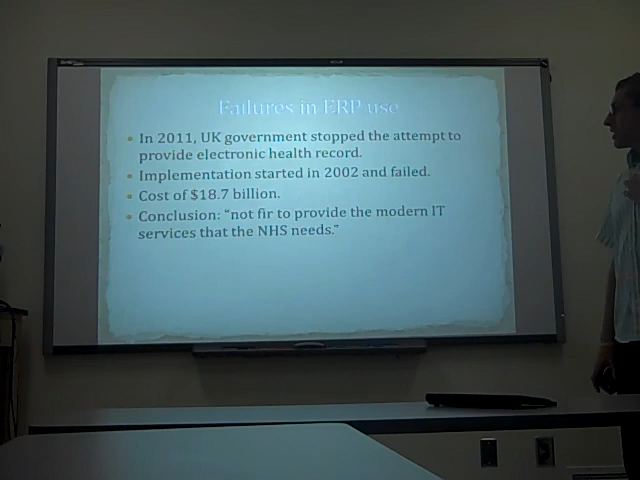 Failures in ERP use
In 2011, UK government stopped the attempt to
provide electronic health record.
Implementation started in 2002 and failed.
Cost of $18.7 billion.
Conclusion: "not fir to provide the modern IT
services that the NHS needs."